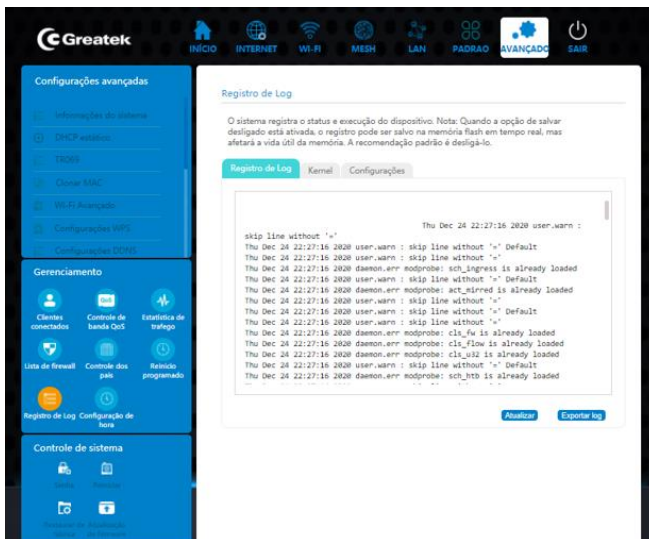 Greatek
INÍCIO
INTERNET
WI-FI
MESH
LAN
PADRAO
AVANÇADO
SAIR
Configurações avançadas
Informações do sistema
DHCP estático
TR069
Clonar MAC
Wi-Fi Avançado
Configurações WPS
Configurações DDNS
Gerenciamento
Clientes conectados
Controle de banda QoS
Estatística de trafego
Lista de firewall
Controle dos pais
Reinício programado
Registro de Log
Configuração de hora
Controle de sistema
Senha
Reiniciar
Registro de Log
O sistema registra o status e execução do dispositivo. Nota: Quando a opção de salvar
desligado está ativada, o registro pode ser salvo na memória flash em tempo real, mas
afetará a vida útil da memória. A recomendação padrão é desligá-lo.
Registro de Log
Kernel
Configurações
Thu Dec 24 22:27:16 2020 user.warn :
skip line without '='
Thu Dec 24 22:27:16 2020 user.warn : skip line without '=' Default
Thu Dec 24 22:27:16 2020 user.warn : skip line without '='
Thu Dec 24 22:27:16 2020 daemon.err modprobe: sch_ingress is already loaded
Thu Dec 24 22:27:16 2020 user.warn : skip line without '=' Default
Thu Dec 24 22:27:16 2020 daemon.err modprobe: act_mirred is already loaded
Thu Dec 24 22:27:16 2020 user.warn : skip line without '='
Thu Dec 24 22:27:16 2020 user.warn : skip line without '=' Default
Thu Dec 24 22:27:16 2020 user.warn : skip line without '='
Thu Dec 24 22:27:16 2020 daemon.err modprobe: cls_fw is already loaded
Thu Dec 24 22:27:16 2020 daemon.err modprobe: cls_flow is already loaded
Thu Dec 24 22:27:16 2020 daemon.err modprobe: cls_u32 is already loaded
Thu Dec 24 22:27:16 2020 user.warn : skip line without '=' Default
Thu Dec 24 22:27:16 2020 daemon.err modprobe: sch_htb is already loaded
Atualizar
Exportar log